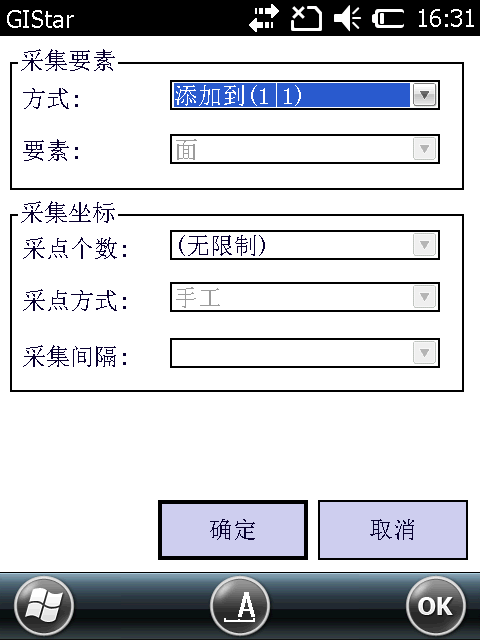 GIStar 16:31
采集要素
方式: 添加到(1|1)
要素: 面
采集坐标
采点个数: (无限制)
采点方式: 手工
采集间隔:
确定 取消
A OK